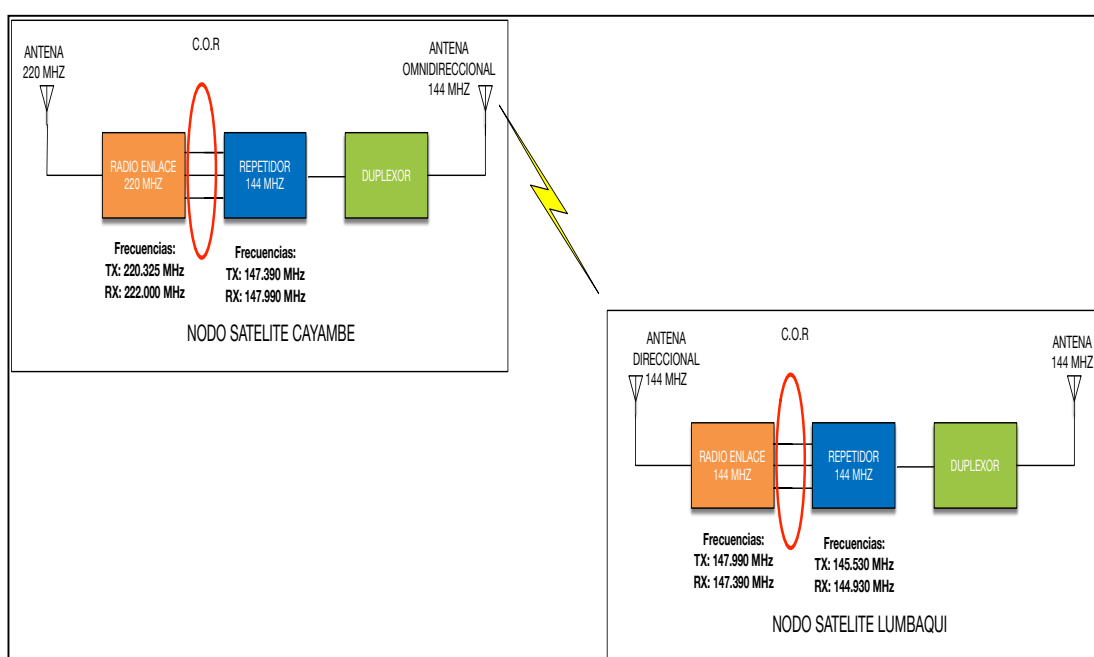 ANTENA
220 MHZ
C.O.R
ANTENA
OMNIDIRECCIONAL
144 MHZ
RADIO ENLACE
220 MHZ
REPETIDOR
144 MHZ
DUPLEXOR
Frecuencias:
TX: 220.325 MHz
RX: 222.000 MHz
Frecuencias:
TX: 147.390 MHz
RX: 147.990 MHz
NODO SATELITE CAYAMBE
ANTENA
DIRECCIONAL
144 MHZ
C.O.R
ANTENA
144 MHZ
RADIO ENLACE
144 MHZ
REPETIDOR
144 MHZ
DUPLEXOR
Frecuencias:
TX: 147.990 MHz
RX: 147.390 MHz
Frecuencias:
TX: 145.530 MHz
RX: 144.930 MHz
NODO SATELITE LUMBAQUI